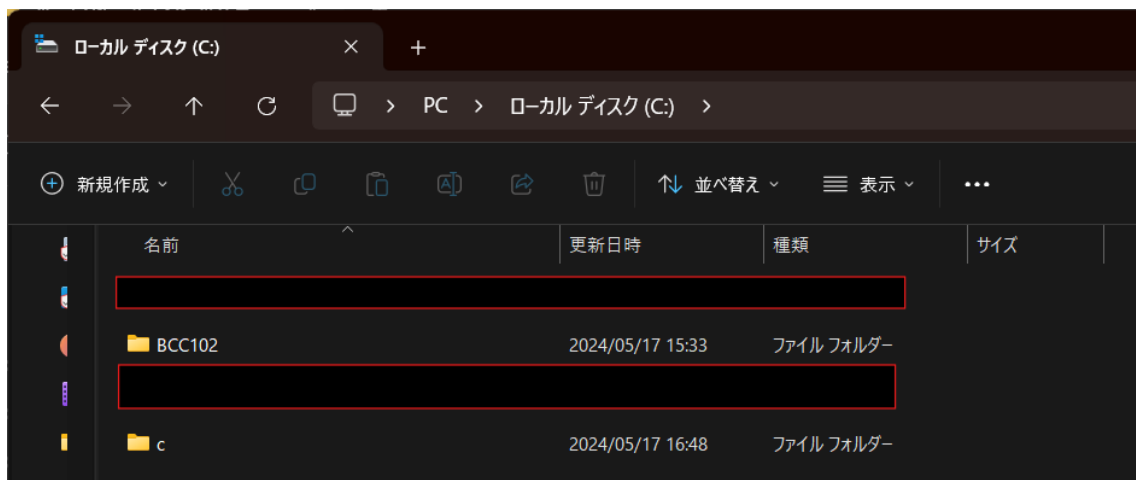 ローカル ディスク (C:)
PC > ローカル ディスク (C:) >
新規作成 並べ替え 表示
名前 更新日時 種類 サイズ
BCC102 2024/05/17 15:33 ファイル フォルダー
c 2024/05/17 16:48 ファイル フォルダー